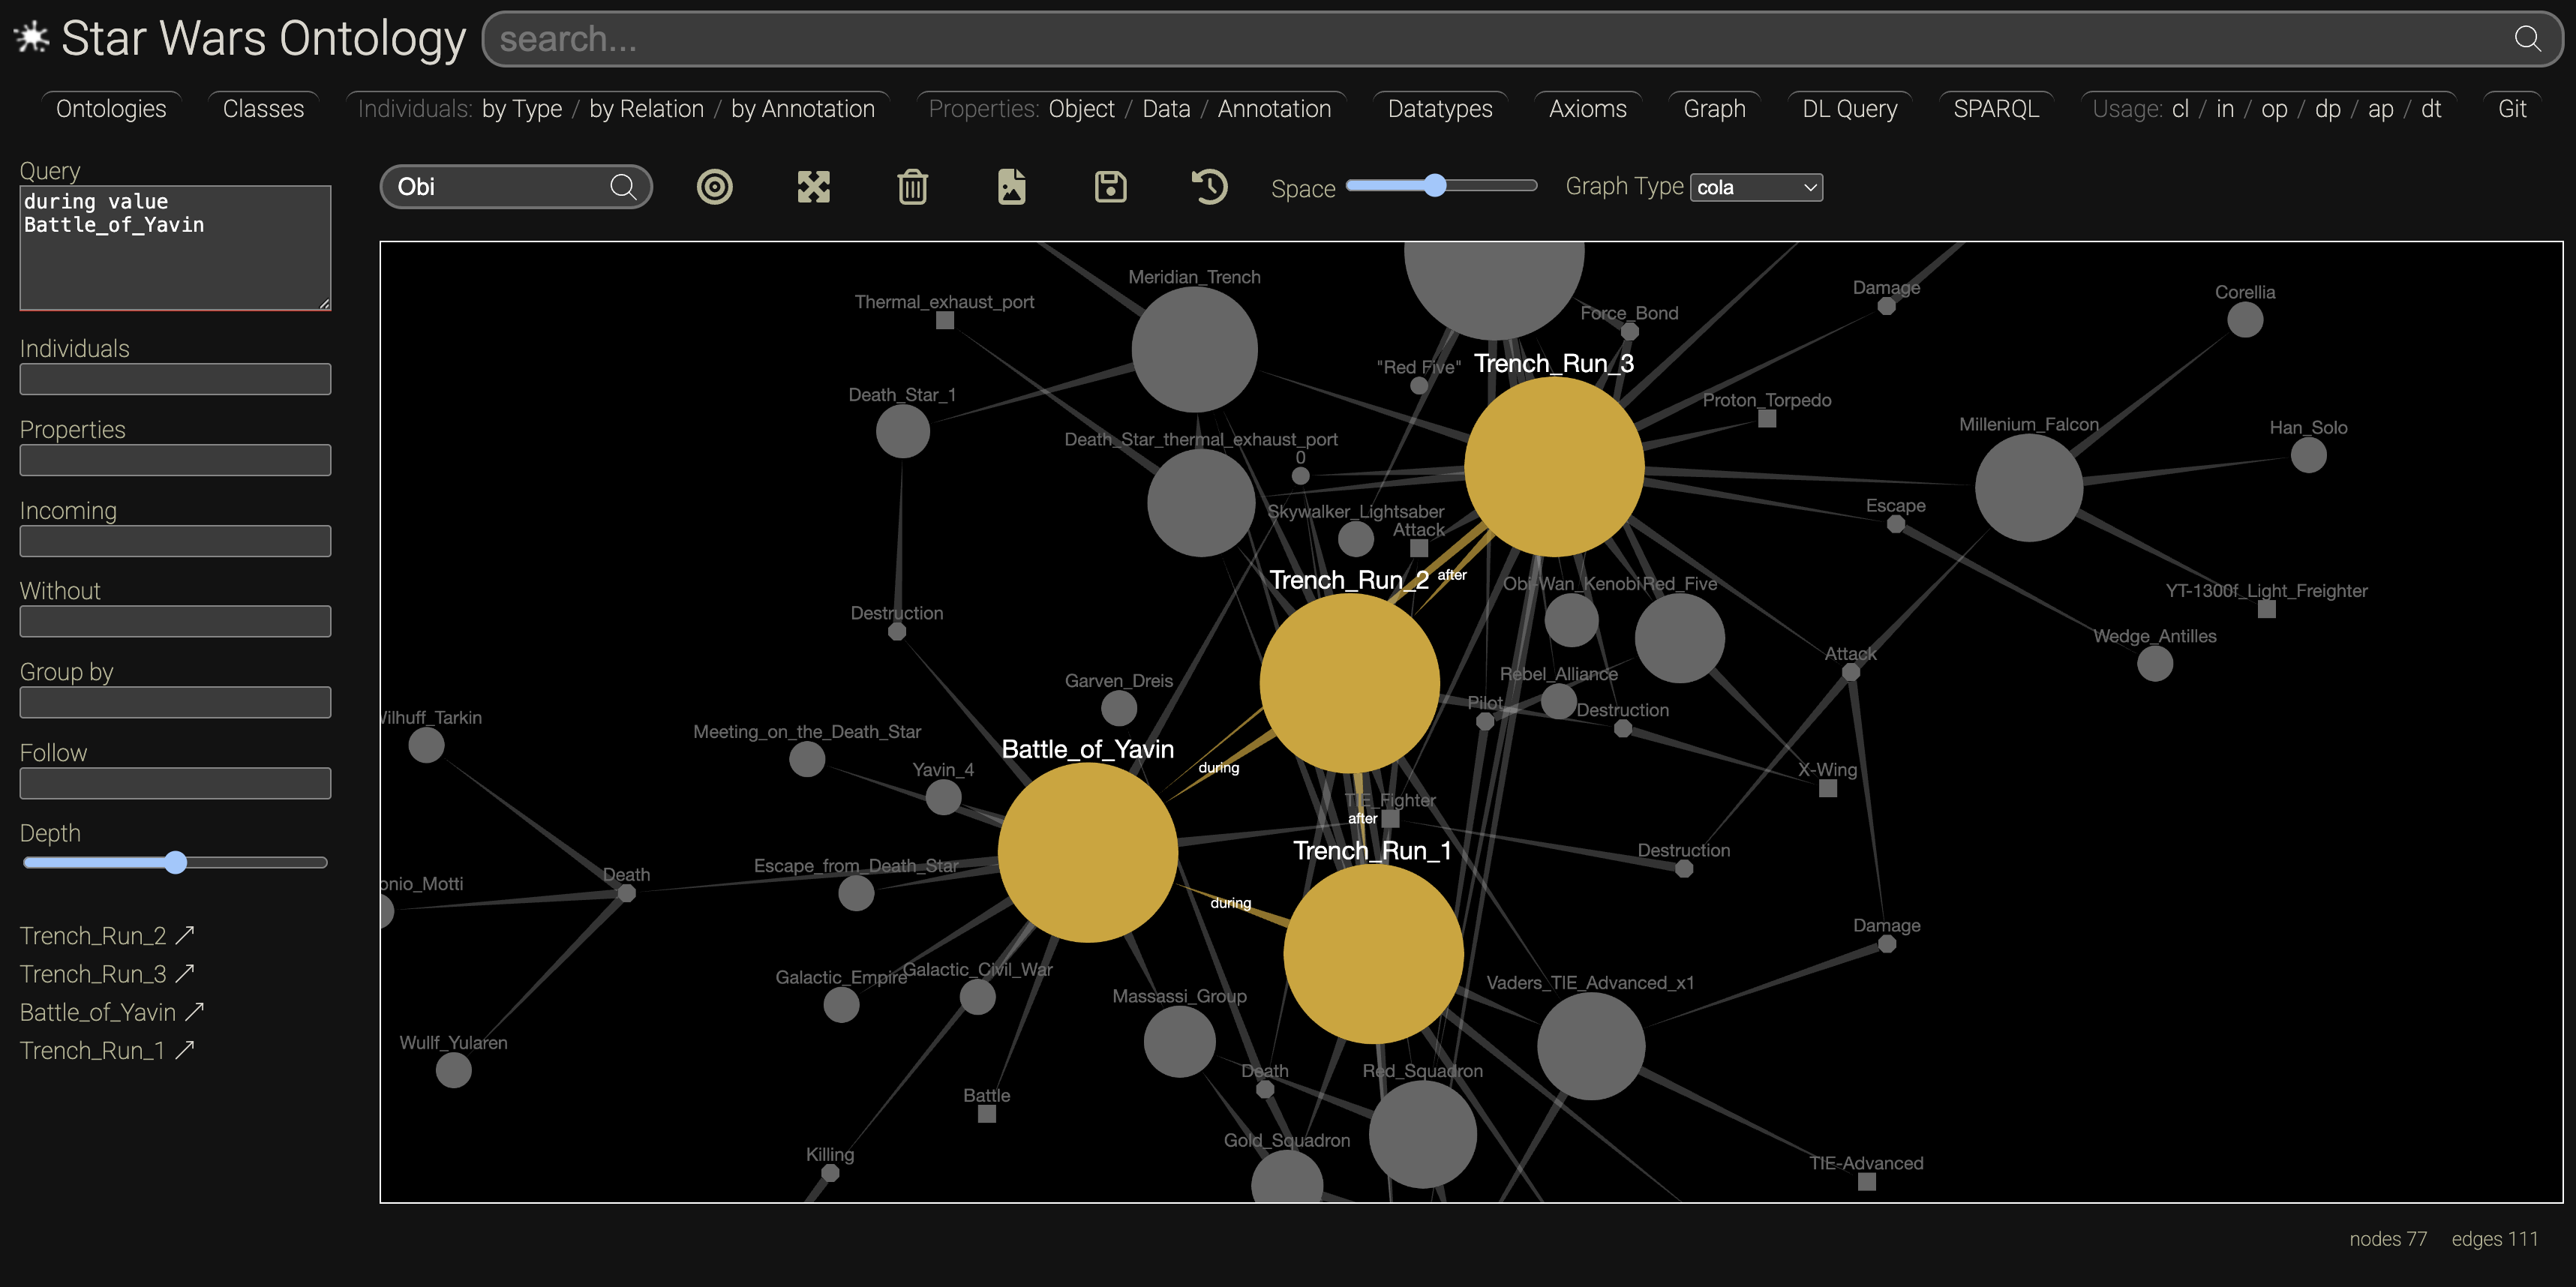 Star Wars Ontology
search...
Ontologies
Classes
Individuals: by Type / by Relation / by Annotation
Properties: Object / Data / Annotation
Datatypes
Axioms
Graph
DL Query
SPARQL
Usage: cl / in / op / dp / ap / dt
Git
Query
during value
Battle_of_Yavin
Individuals
Properties
Incoming
Without
Group by
Follow
Depth
Trench_Run_2
Trench_Run_3
Battle_of_Yavin
Trench_Run_1
Obi
Space
Graph Type
cola
Meridian_Trench
Thermal_exhaust_port
Damage
Corellia
Force_Bond
Trench_Run_3
"Red Five"
Death_Star_1
Proton_Torpedo
Millenium_Falcon
Han_Solo
Death_Star_thermal_exhaust_port
0
Skywalker_Lightsaber
Attack
Escape
Trench_Run_2
after
Obi-Wan_Kenobi
Red_Five
YT-1300f_Light_Freighter
Destruction
Wedge_Antilles
Attack
Garven_Dreis
Rebel_Alliance
Pilot
Destruction
Vilhuff_Tarkin
Meeting_on_the_Death_Star
Battle_of_Yavin
during
Yavin_4
X-Wing
TIE_Fighter
after
Trench_Run_1
Destruction
Escape_from_Death_Star
Death
onio_Motti
during
Damage
Galactic_Empire
Galactic_Civil_War
Vaders_TIE_Advanced_x1
Massassi_Group
Wullf_Yularen
Death
Red_Squadron
Battle
Gold_Squadron
Killing
TIE-Advanced
nodes 77
edges 111